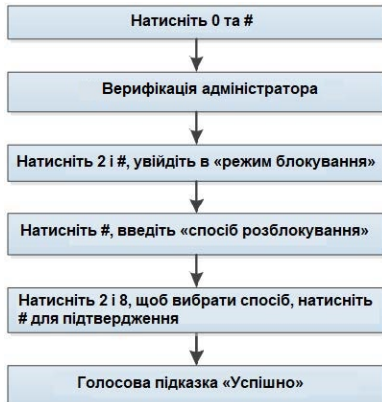 Натисніть 0 та #
Верифікація адміністратора
Натисніть 2 і #, увійдіть в «режим блокування»
Натисніть #, введіть «спосіб розблокування»
Натисніть 2 і 8, щоб вибрати спосіб, натисніть
# для підтвердження
Голосова підказка «Успішно»